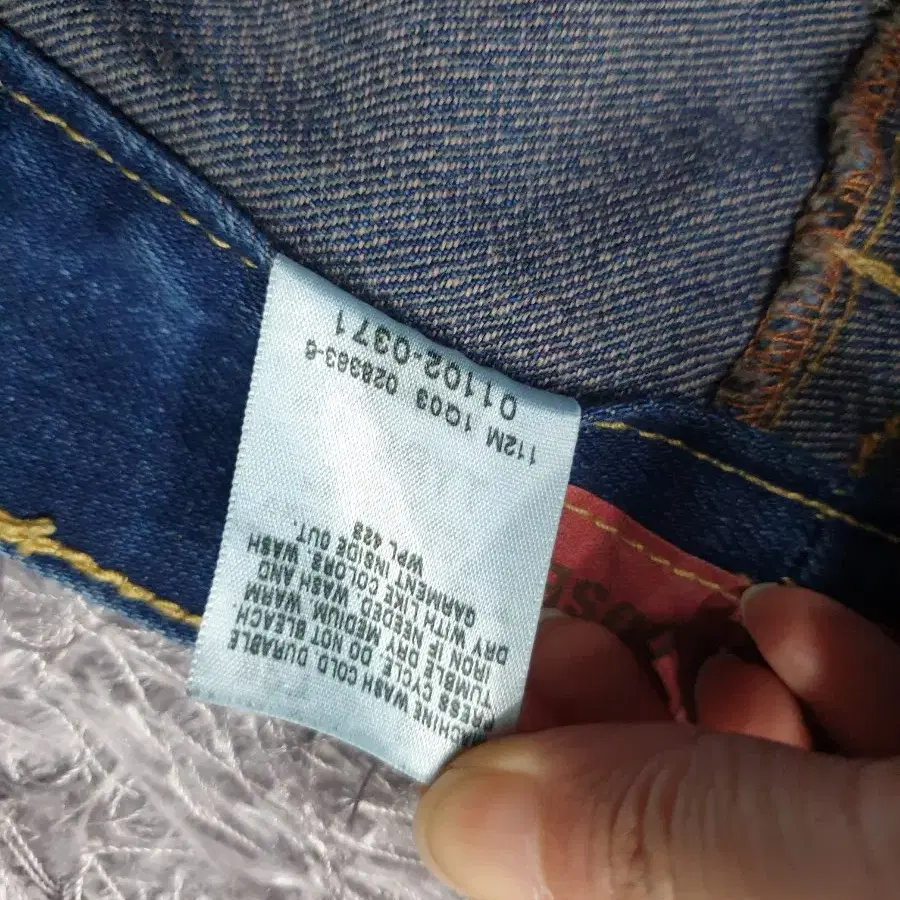 MACHINE WASH COLD DURABLE
PRESS CYCLE. DO NOT BLEACH
TUMBLE DRY MEDIUM. WARM
IRON IF NEEDED. WASH AND
DRY WITH LIKE COLORS. WASH
GARMENT INSIDE OUT.
WPL 423
112M 1G03 028383-6
01102-0371